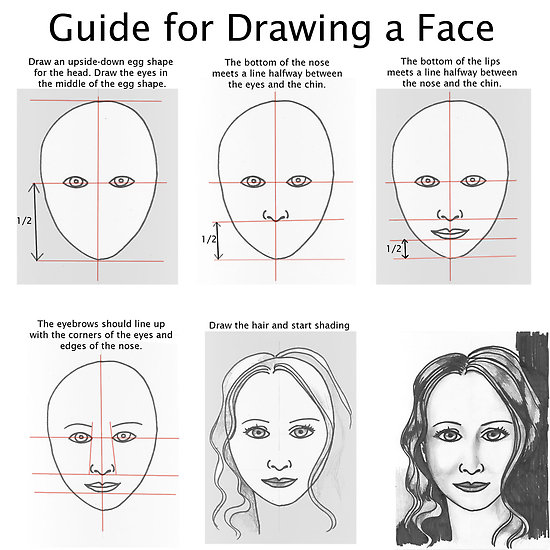 Guide for Drawing a Face
Draw an upside-down egg shape
for the head. Draw the eyes in
the middle of the egg shape.
The bottom of the nose
meets a line halfway between
the eyes and the chin.
The bottom of the lips
meets a line halfway between
the nose and the chin.
1/2
1/2
1/2
The eyebrows should line up
with the corners of the eyes and
edges of the nose.
Draw the hair and start shading